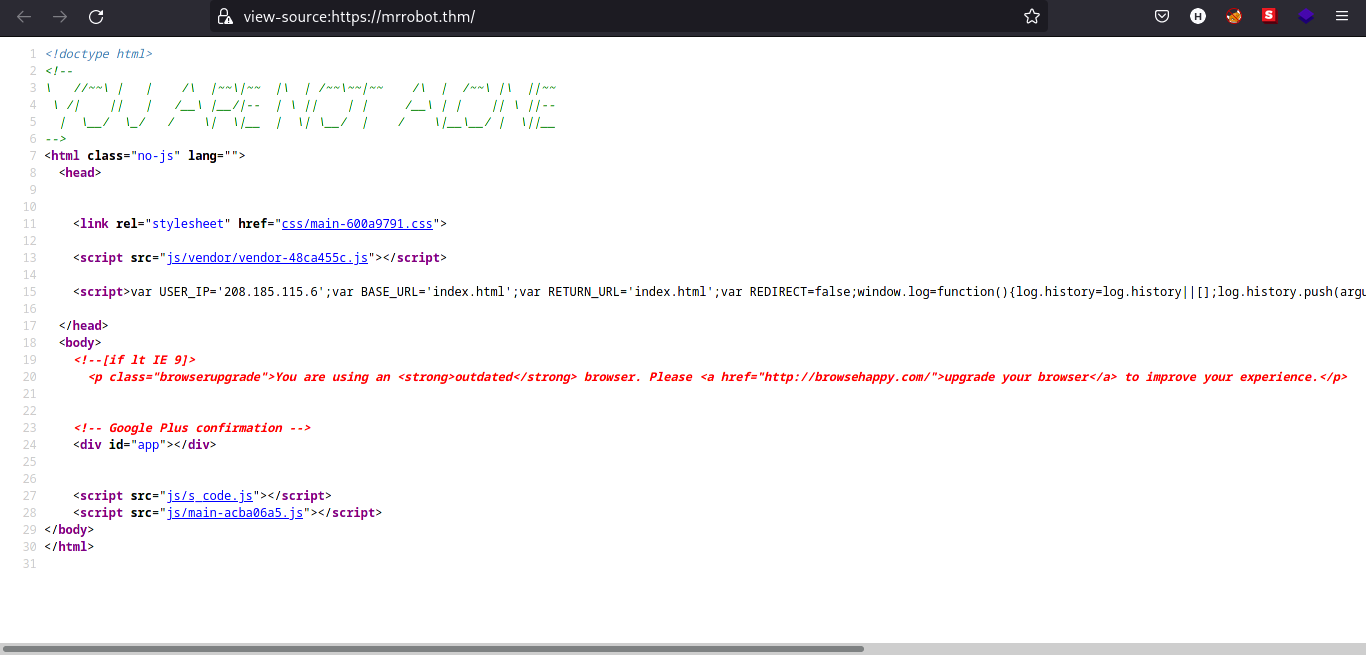 view-source:https://mrrobot.thm/
H
S
1 <!doctype html>
2 <!--
3 \   //~~\ |   |    /\  |~~\|~~  |\  | /~~\~~|~~    /\  |  /~~\ |\  ||~~
4  \ /|    ||   |   /__\ |__/|--  | \ ||    | |     /__\ | |    || \ ||--
5   |  \__/  \_/   /    \|  \|__  |  \| \__/  |    /    \|__\__/ |  \||__
6 -->
7 <html class="no-js" lang="">
8   <head>
9
10
11     <link rel="stylesheet" href="css/main-600a9791.css">
12
13     <script src="js/vendor/vendor-48ca455c.js"></script>
14
15     <script>var USER_IP='208.185.115.6';var BASE_URL='index.html';var RETURN_URL='index.html';var REDIRECT=false;window.log=function(){log.history=log.history||[];log.history.push(argu
16
17   </head>
18   <body>
19     <!--[if lt IE 9]>
20       <p class="browserupgrade">You are using an <strong>outdated</strong> browser. Please <a href="http://browsehappy.com/">upgrade your browser</a> to improve your experience.</p>
21
22
23     <!-- Google Plus confirmation -->
24     <div id="app"></div>
25
26
27     <script src="js/s_code.js"></script>
28     <script src="js/main-acba06a5.js"></script>
29 </body>
30 </html>
31